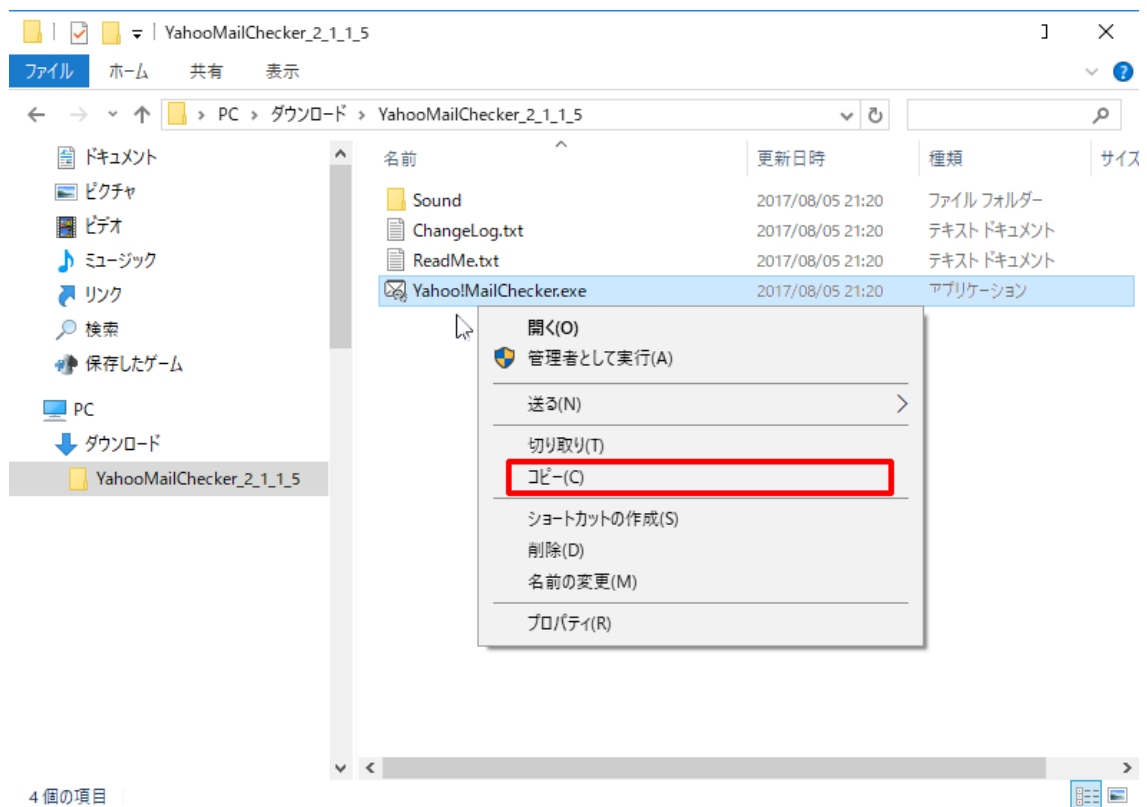 YahooMailChecker_2_1_1_5
ファイル ホーム 共有 表示
PC ダウンロード YahooMailChecker_2_1_1_5
ドキュメント
ピクチャ
ビデオ
ミュージック
リンク
検索
保存したゲーム
PC
ダウンロード
YahooMailChecker_2_1_1_5
名前 更新日時 種類 サイズ
Sound 2017/08/05 21:20 ファイル フォルダー
ChangeLog.txt 2017/08/05 21:20 テキスト ドキュメント
ReadMe.txt 2017/08/05 21:20 テキスト ドキュメント
Yahoo!MailChecker.exe 2017/08/05 21:20 アプリケーション
開く(O)
管理者として実行(A)
送る(N)
切り取り(T)
コピー(C)
ショートカットの作成(S)
削除(D)
名前の変更(M)
プロパティ(R)
4 個の項目